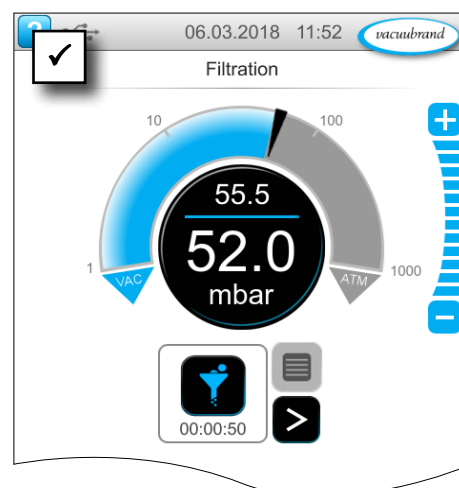 ?
06.03.2018 11:52 vacuubrand
Filtration
10 100
55.5
52.0
mbar
1 VAC ATM 1000
00:00:50